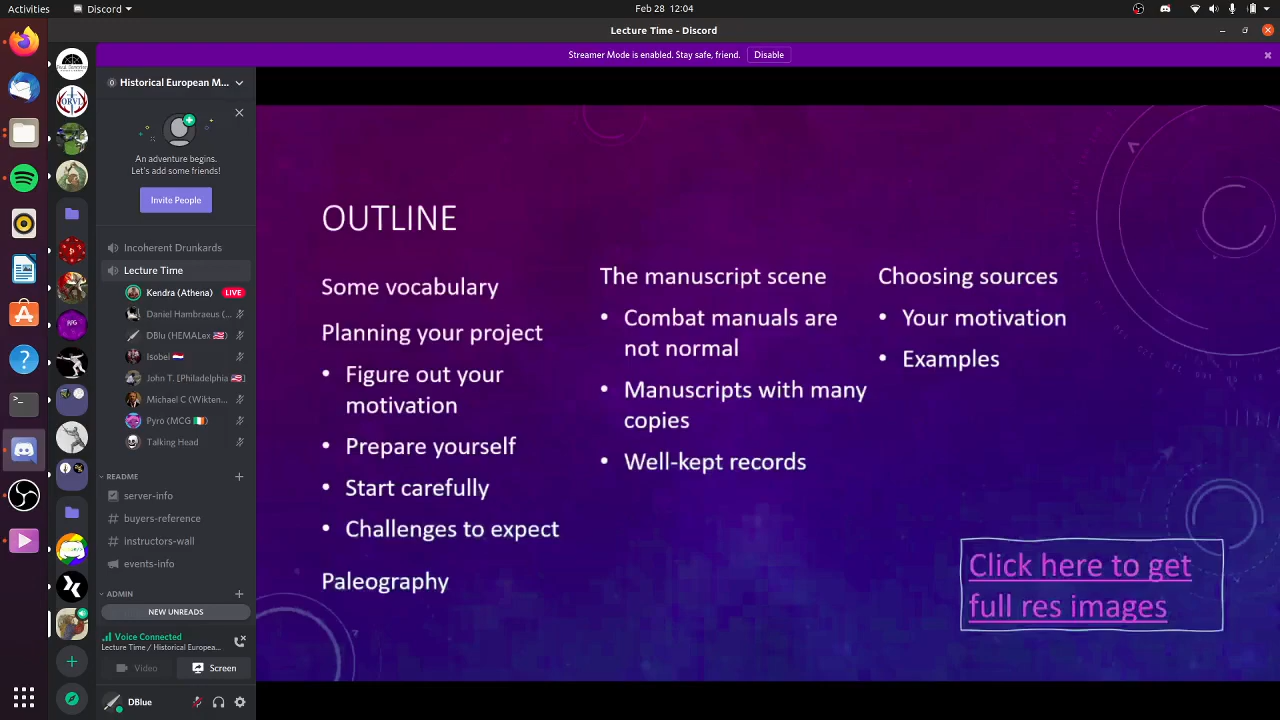 Activities
Discord
Feb 28 12:04
Lecture Time - Discord
Streamer Mode is enabled. Stay safe, friend.
Disable
Historical European M...
An adventure begins.
Let's add some friends!
Invite People
Incoherent Drunkards
Lecture Time
Kendra (Athena)
LIVE
Daniel Hambraeus (...
DBlu (HEMALex 🇺🇸)
Isobel 🇳🇱
John T. [Philadelphia 🇺🇸]
Michael C (Wikten...
Pyro (MCG 🇮🇪)
Talking Head
README
server-info
buyers-reference
instructors-wall
events-info
ADMIN
NEW UNREADS
Voice Connected
Lecture Time / Historical Europea...
Video
Screen
DBlue
OUTLINE
Some vocabulary
Planning your project
• Figure out your
motivation
• Prepare yourself
• Start carefully
• Challenges to expect
Paleography
The manuscript scene
• Combat manuals are
not normal
• Manuscripts with many
copies
• Well-kept records
Choosing sources
• Your motivation
• Examples
Click here to get
full res images